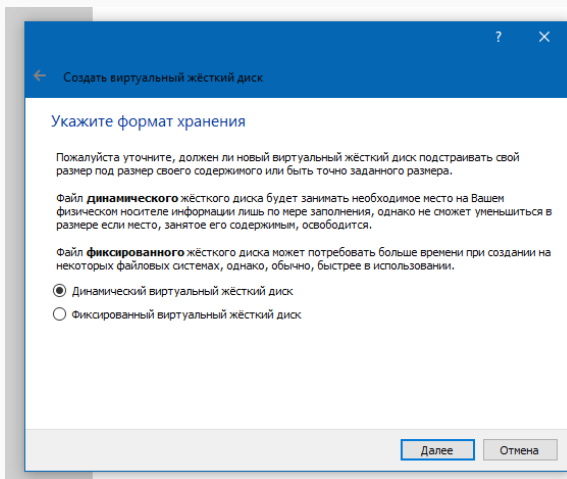 ?
Создать виртуальный жёсткий диск
Укажите формат хранения
Пожалуйста уточните, должен ли новый виртуальный жёсткий диск подстраивать свой
размер под размер своего содержимого или быть точно заданного размера.
Файл динамического жёсткого диска будет занимать необходимое место на Вашем
физическом носителе информации лишь по мере заполнения, однако не сможет уменьшиться в
размере если место, занятое его содержимым, освободится.
Файл фиксированного жёсткого диска может потребовать больше времени при создании на
некоторых файловых системах, однако, обычно, быстрее в использовании.
Динамический виртуальный жёсткий диск
Фиксированный виртуальный жёсткий диск
Далее Отмена